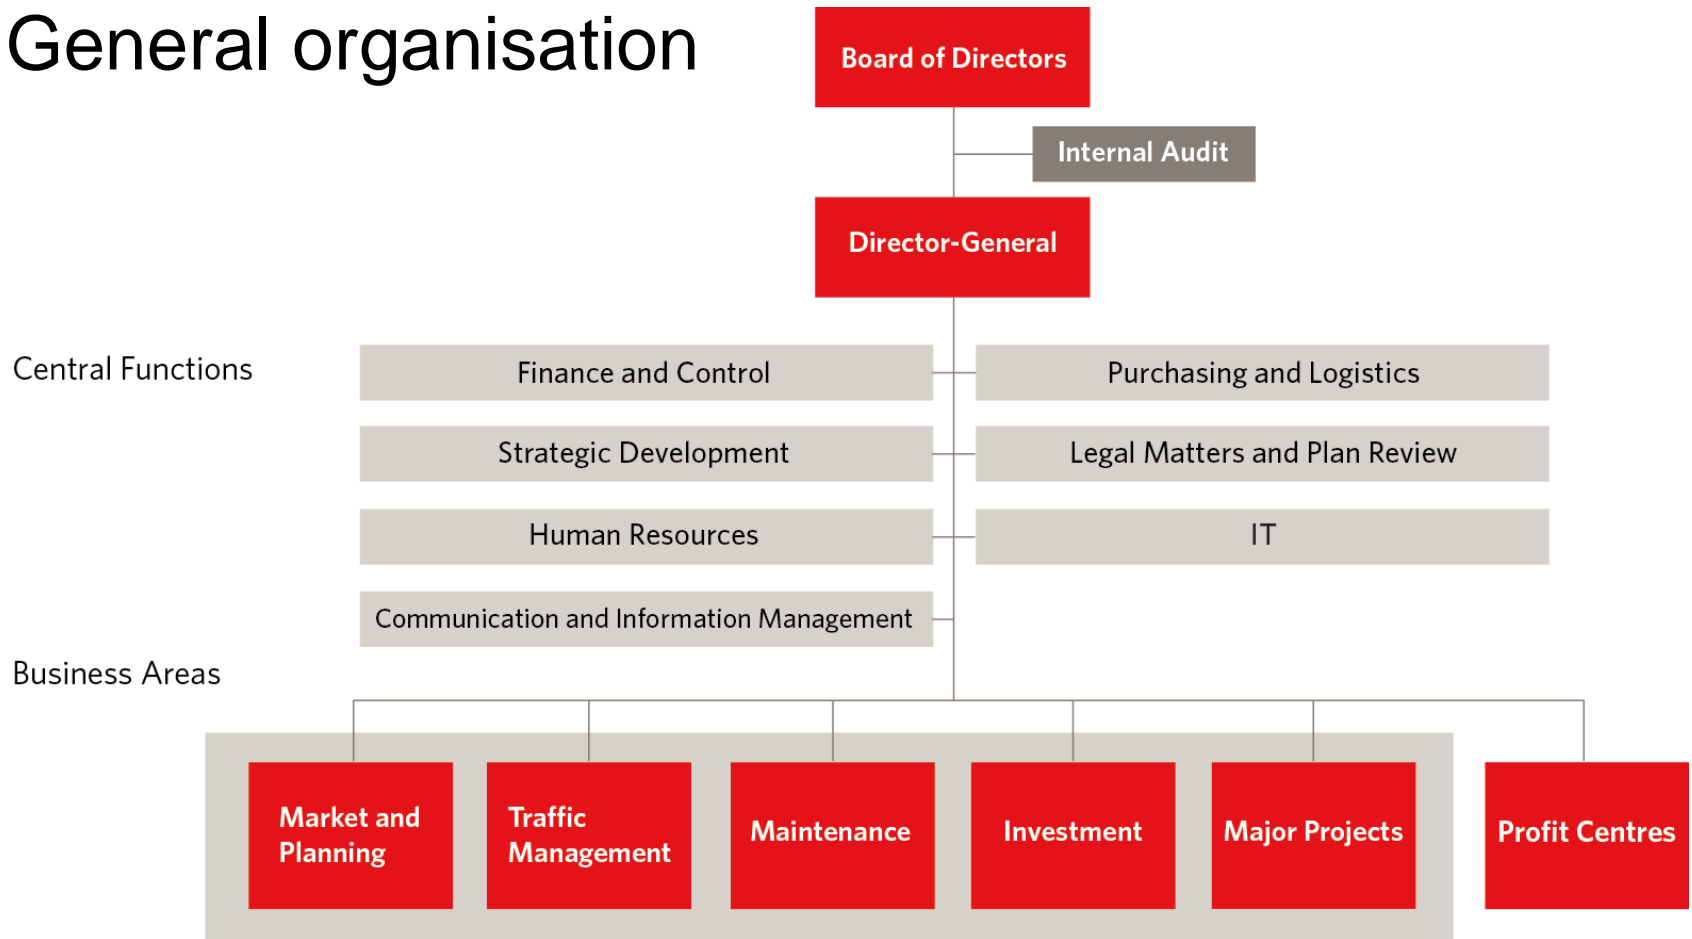 General organisation
Board of Directors
Internal Audit
Director-General
Central Functions
Finance and Control
Purchasing and Logistics
Strategic Development
Legal Matters and Plan Review
Human Resources
IT
Communication and Information Management
Business Areas
Market and
Planning
Traffic
Management
Maintenance
Investment
Major Projects
Profit Centres